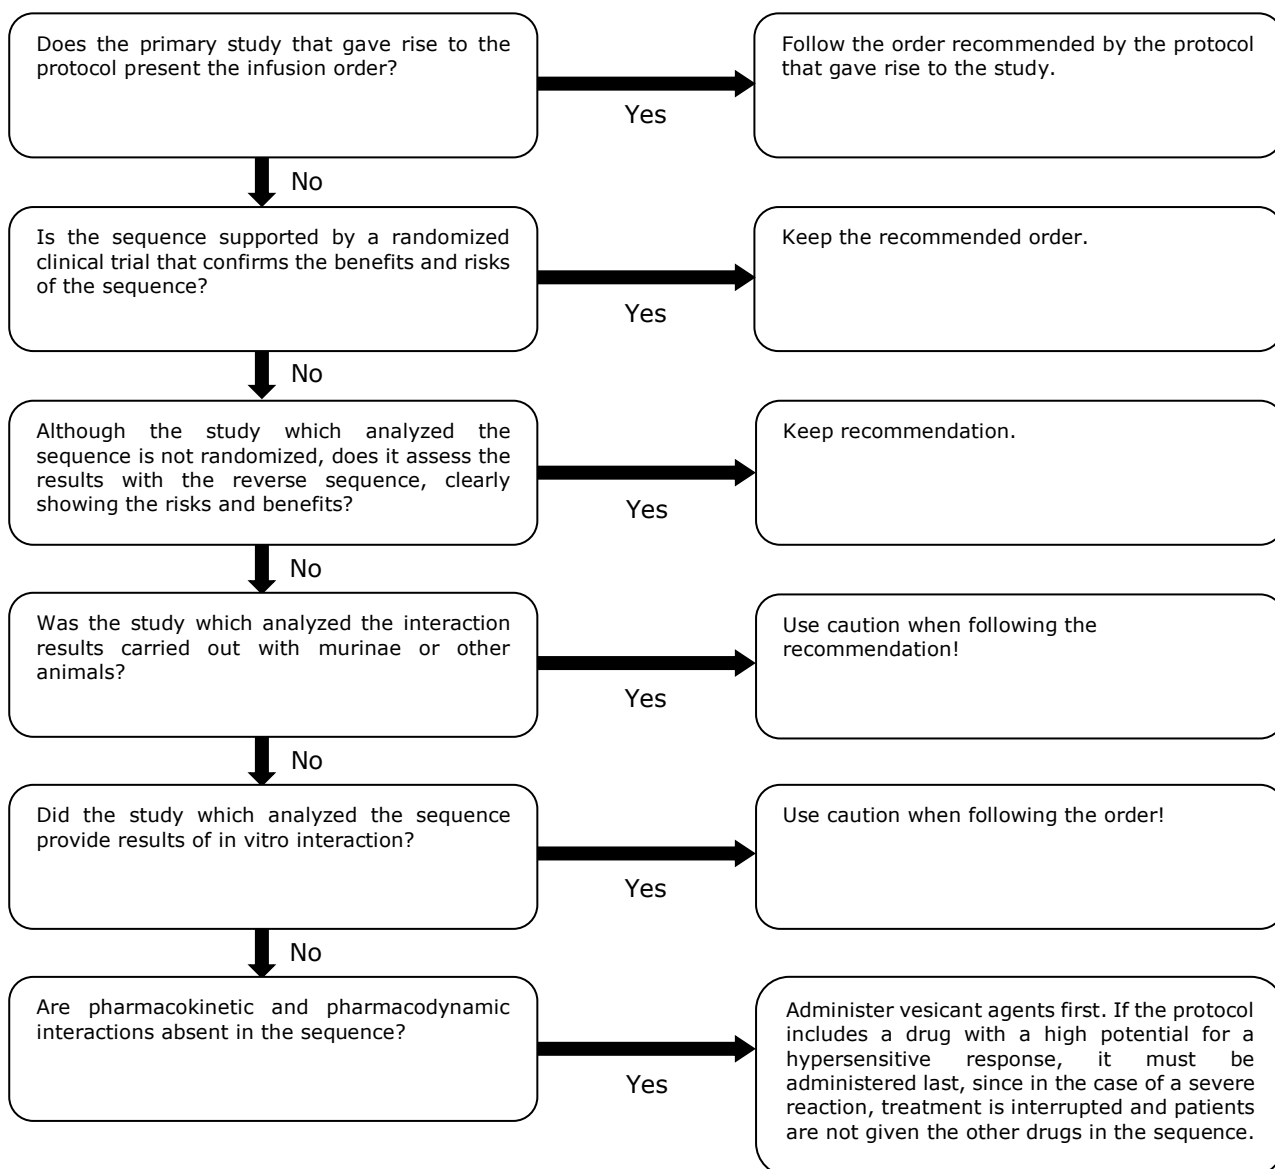 Does the primary study that gave rise to the
protocol present the infusion order?
Yes
Follow the order recommended by the protocol
that gave rise to the study.
No
Is the sequence supported by a randomized
clinical trial that confirms the benefits and risks
of the sequence?
Yes
Keep the recommended order.
No
Although the study which analyzed the
sequence is not randomized, does it assess the
results with the reverse sequence, clearly
showing the risks and benefits?
Yes
Keep recommendation.
No
Was the study which analyzed the interaction
results carried out with murinae or other
animals?
Yes
Use caution when following the
recommendation!
No
Did the study which analyzed the sequence
provide results of in vitro interaction?
Yes
Use caution when following the order!
No
Are pharmacokinetic and pharmacodynamic
interactions absent in the sequence?
Yes
Administer vesicant agents first. If the protocol
includes a drug with a high potential for a
hypersensitive response, it must be
administered last, since in the case of a severe
reaction, treatment is interrupted and patients
are not given the other drugs in the sequence.